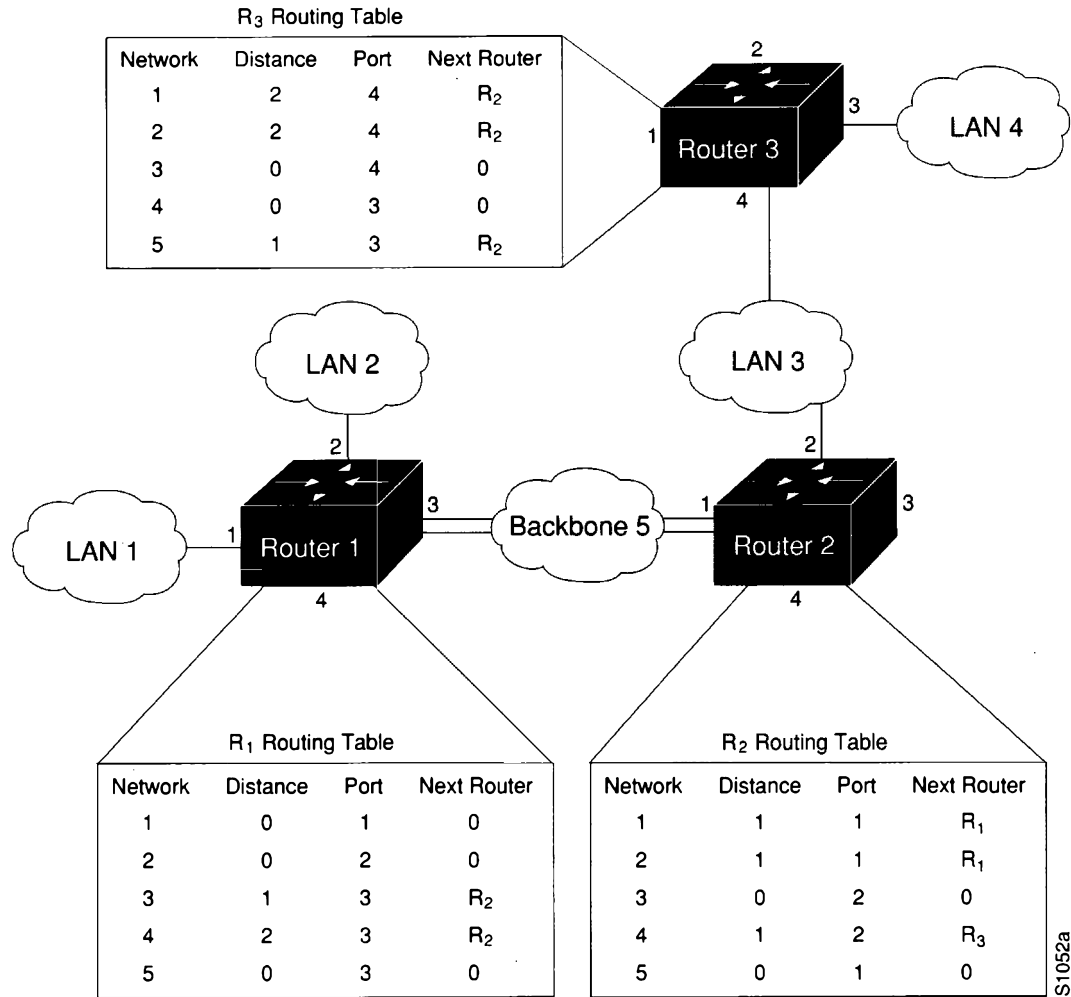 R3 Routing Table
Network Distance Port Next Router
1 2 4 R2
2 2 4 R2
3 0 4 0
4 0 3 0
5 1 3 R2
2
3
1
Router 3
4
LAN 4
LAN 2
LAN 3
2
2
3
1
3
LAN 1
1
Router 1
Backbone 5
Router 2
4
4
R1 Routing Table
Network Distance Port Next Router
1 0 1 0
2 0 2 0
3 1 3 R2
4 2 3 R2
5 0 3 0
R2 Routing Table
Network Distance Port Next Router
1 1 1 R1
2 1 1 R1
3 0 2 0
4 1 2 R3
5 0 1 0
S1052a